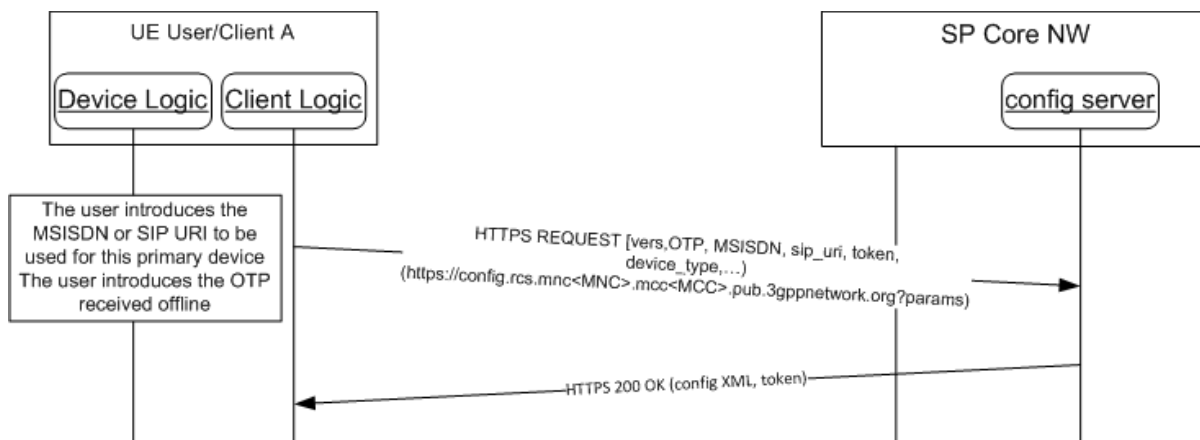 UE User/Client A
SP Core NW
Device Logic
Client Logic
config server
The user introduces the
MSISDN or SIP URI to be
used for this primary device
The user introduces the OTP
received offline
HTTPS REQUEST [vers,OTP, MSISDN, sip_uri, token,
device_type,…)
(https://config.rcs.mnc<MNC>.mcc<MCC>.pub.3gppnetwork.org?params)
HTTPS 200 OK (config XML, token)